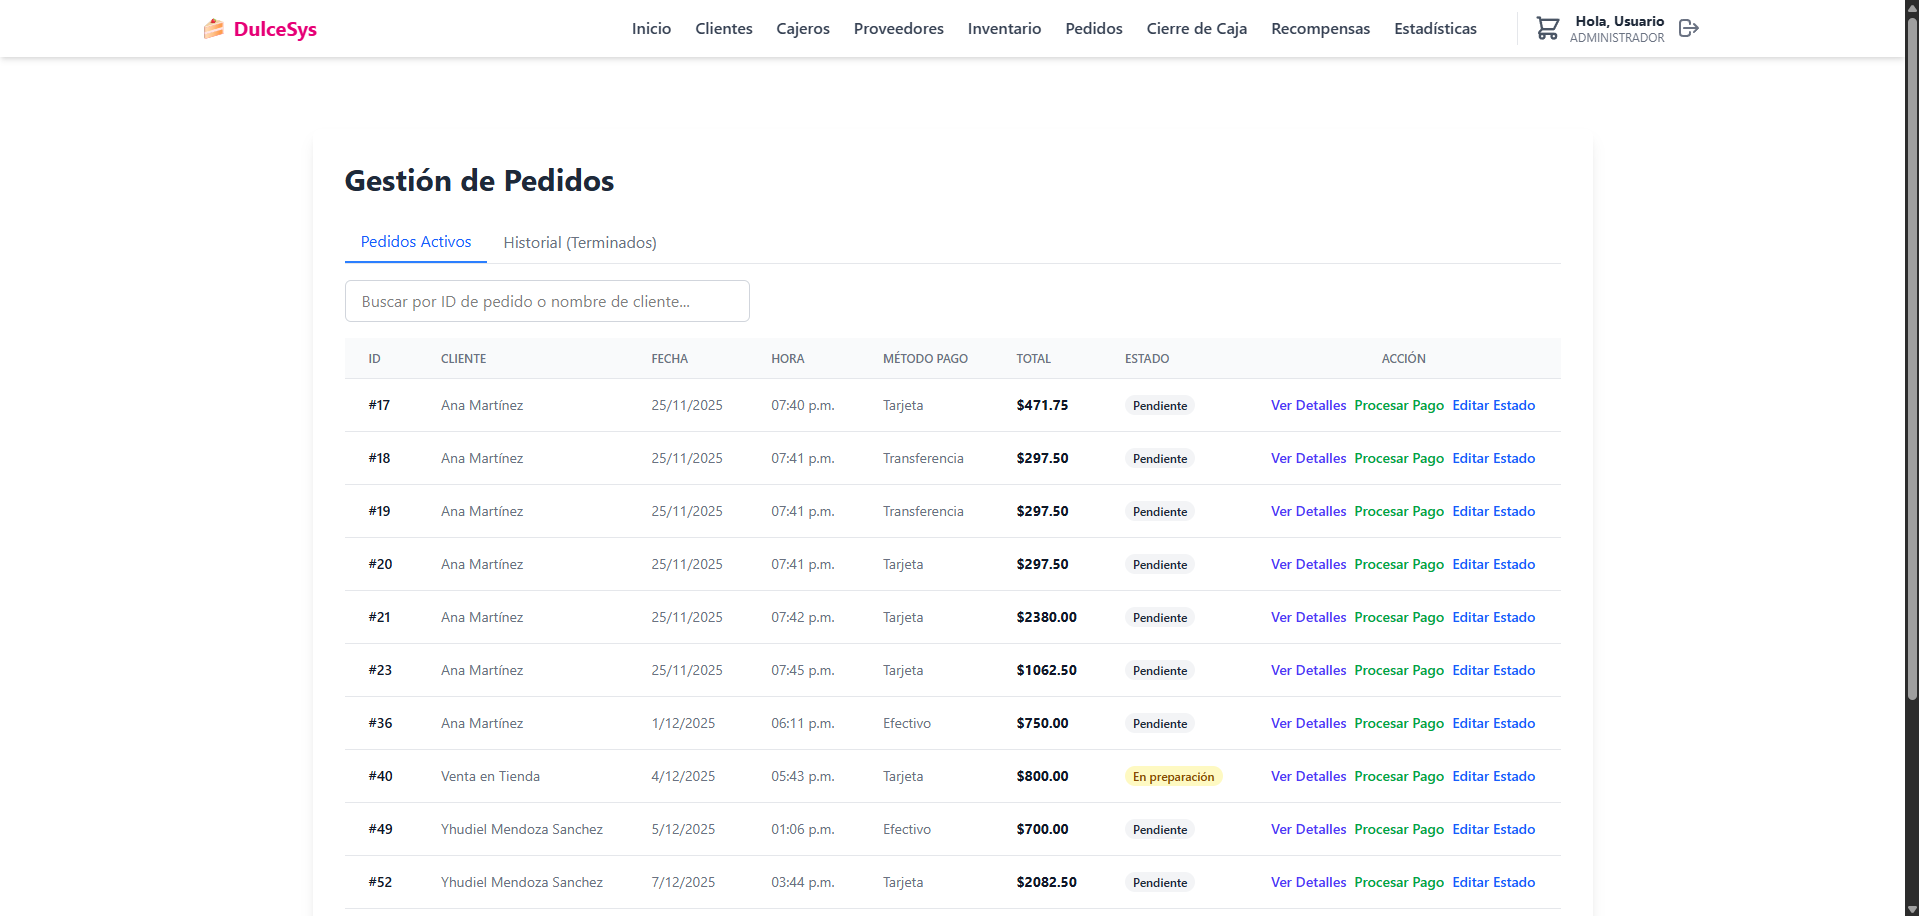 DulceSys Inicio Clientes Cajeros Proveedores Inventario Pedidos Cierre de Caja Recompensas Estadísticas Hola, Usuario
ADMINISTRADOR
Gestión de Pedidos
Pedidos Activos Historial (Terminados)
Buscar por ID de pedido o nombre de cliente...
ID CLIENTE FECHA HORA MÉTODO PAGO TOTAL ESTADO ACCIÓN
#17 Ana Martínez 25/11/2025 07:40 p.m. Tarjeta $471.75 Pendiente Ver Detalles Procesar Pago Editar Estado
#18 Ana Martínez 25/11/2025 07:41 p.m. Transferencia $297.50 Pendiente Ver Detalles Procesar Pago Editar Estado
#19 Ana Martínez 25/11/2025 07:41 p.m. Transferencia $297.50 Pendiente Ver Detalles Procesar Pago Editar Estado
#20 Ana Martínez 25/11/2025 07:41 p.m. Tarjeta $297.50 Pendiente Ver Detalles Procesar Pago Editar Estado
#21 Ana Martínez 25/11/2025 07:42 p.m. Tarjeta $2380.00 Pendiente Ver Detalles Procesar Pago Editar Estado
#23 Ana Martínez 25/11/2025 07:45 p.m. Tarjeta $1062.50 Pendiente Ver Detalles Procesar Pago Editar Estado
#36 Ana Martínez 1/12/2025 06:11 p.m. Efectivo $750.00 Pendiente Ver Detalles Procesar Pago Editar Estado
#40 Venta en Tienda 4/12/2025 05:43 p.m. Tarjeta $800.00 En preparación Ver Detalles Procesar Pago Editar Estado
#49 Yhudiel Mendoza Sanchez 5/12/2025 01:06 p.m. Efectivo $700.00 Pendiente Ver Detalles Procesar Pago Editar Estado
#52 Yhudiel Mendoza Sanchez 7/12/2025 03:44 p.m. Tarjeta $2082.50 Pendiente Ver Detalles Procesar Pago Editar Estado